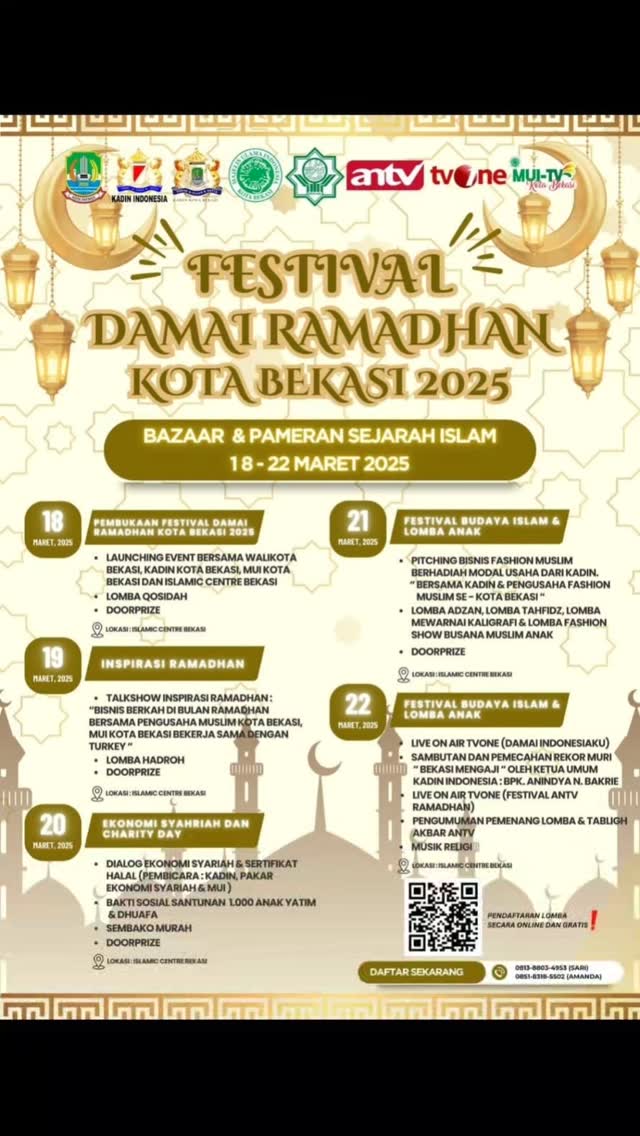 KADIN INDONESIA
KADIN KOTA BEKASI
MAJELIS ULAMA INDONESIA
KOTA BEKASI
antv
tvOne
MUI-TV
Kota Bekasi
FESTIVAL
DAMAI RAMADHAN
KOTA BEKASI 2025
BAZAAR & PAMERAN SEJARAH ISLAM
18 - 22 MARET 2025
18
MARET, 2025
PEMBUKAAN FESTIVAL DAMAI
RAMADHAN KOTA BEKASI 2025
• LAUNCHING EVENT BERSAMA WALIKOTA
BEKASI, KADIN KOTA BEKASI, MUI KOTA
BEKASI DAN ISLAMIC CENTRE BEKASI
• LOMBA QOSIDAH
• DOORPRIZE
LOKASI : ISLAMIC CENTRE BEKASI
19
MARET, 2025
INSPIRASI RAMADHAN
• TALKSHOW INSPIRASI RAMADHAN :
“BISNIS BERKAH DI BULAN RAMADHAN
BERSAMA PENGUSAHA MUSLIM KOTA BEKASI,
MUI KOTA BEKASI BEKERJA SAMA DENGAN
TURKEY “
• LOMBA HADROH
• DOORPRIZE
LOKASI : ISLAMIC CENTRE BEKASI
20
MARET, 2025
EKONOMI SYAHRIAH DAN
CHARITY DAY
• DIALOG EKONOMI SYARIAH & SERTIFIKAT
HALAL (PEMBICARA : KADIN, PAKAR
EKONOMI SYARIAH & MUI )
• BAKTI SOSIAL SANTUNAN 1.000 ANAK YATIM
& DHUAFA
• SEMBAKO MURAH
• DOORPRIZE
LOKASI : ISLAMIC CENTRE BEKASI
21
MARET, 2025
FESTIVAL BUDAYA ISLAM &
LOMBA ANAK
• PITCHING BISNIS FASHION MUSLIM
BERHADIAH MODAL USAHA DARI KADIN.
“ BERSAMA KADIN & PENGUSAHA FASHION
MUSLIM SE - KOTA BEKASI “
• LOMBA ADZAN, LOMBA TAHFIDZ, LOMBA
MEWARNAI KALIGRAFI & LOMBA FASHION
SHOW BUSANA MUSLIM ANAK
• DOORPRIZE
LOKASI : ISLAMIC CENTRE BEKASI
22
MARET, 2025
FESTIVAL BUDAYA ISLAM &
LOMBA ANAK
• LIVE ON AIR TVONE (DAMAI INDONESIAKU)
• SAMBUTAN DAN PEMECAHAN REKOR MURI
“ BEKASI MENGAJI “ OLEH KETUA UMUM
KADIN INDONESIA : BPK. ANINDYA N. BAKRIE
• LIVE ON AIR TVONE (FESTIVAL ANTV
RAMADHAN)
• PENGUMUMAN PEMENANG LOMBA & TABLIGH
AKBAR ANTV
• MUSIK RELIGI
LOKASI : ISLAMIC CENTRE BEKASI
PENDAFTARAN LOMBA
SECARA ONLINE DAN GRATIS !
DAFTAR SEKARANG
0813-8803-4953 (SARI)
0851-8318-5502 (AMANDA)